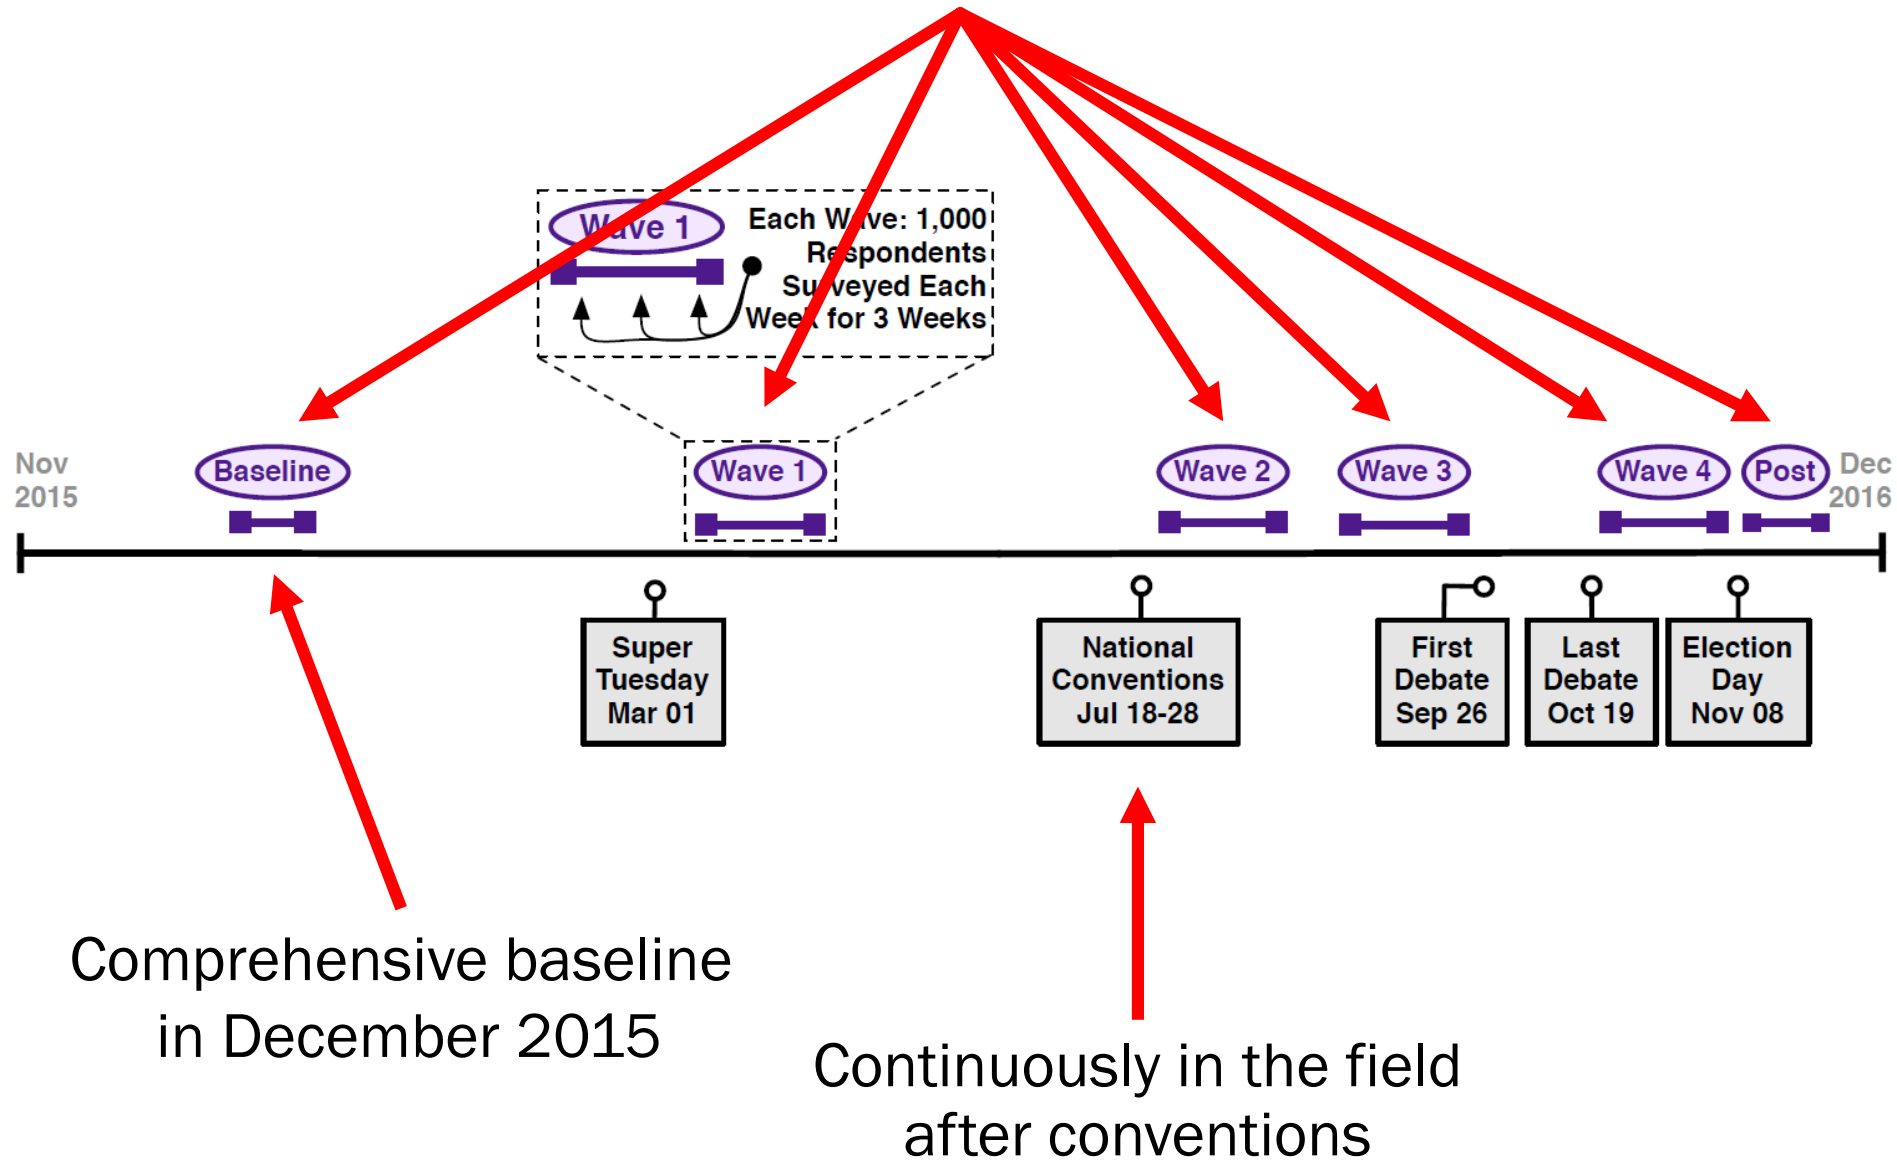 Wave 1
Each Wave: 1,000
Respondents
Surveyed Each
Week for 3 Weeks
Nov
2015
Baseline
Wave 1
Wave 2
Wave 3
Wave 4
Post
Dec
2016
Super
Tuesday
Mar 01
National
Conventions
Jul 18-28
First
Debate
Sep 26
Last
Debate
Oct 19
Election
Day
Nov 08
Comprehensive baseline
in December 2015
Continuously in the field
after conventions